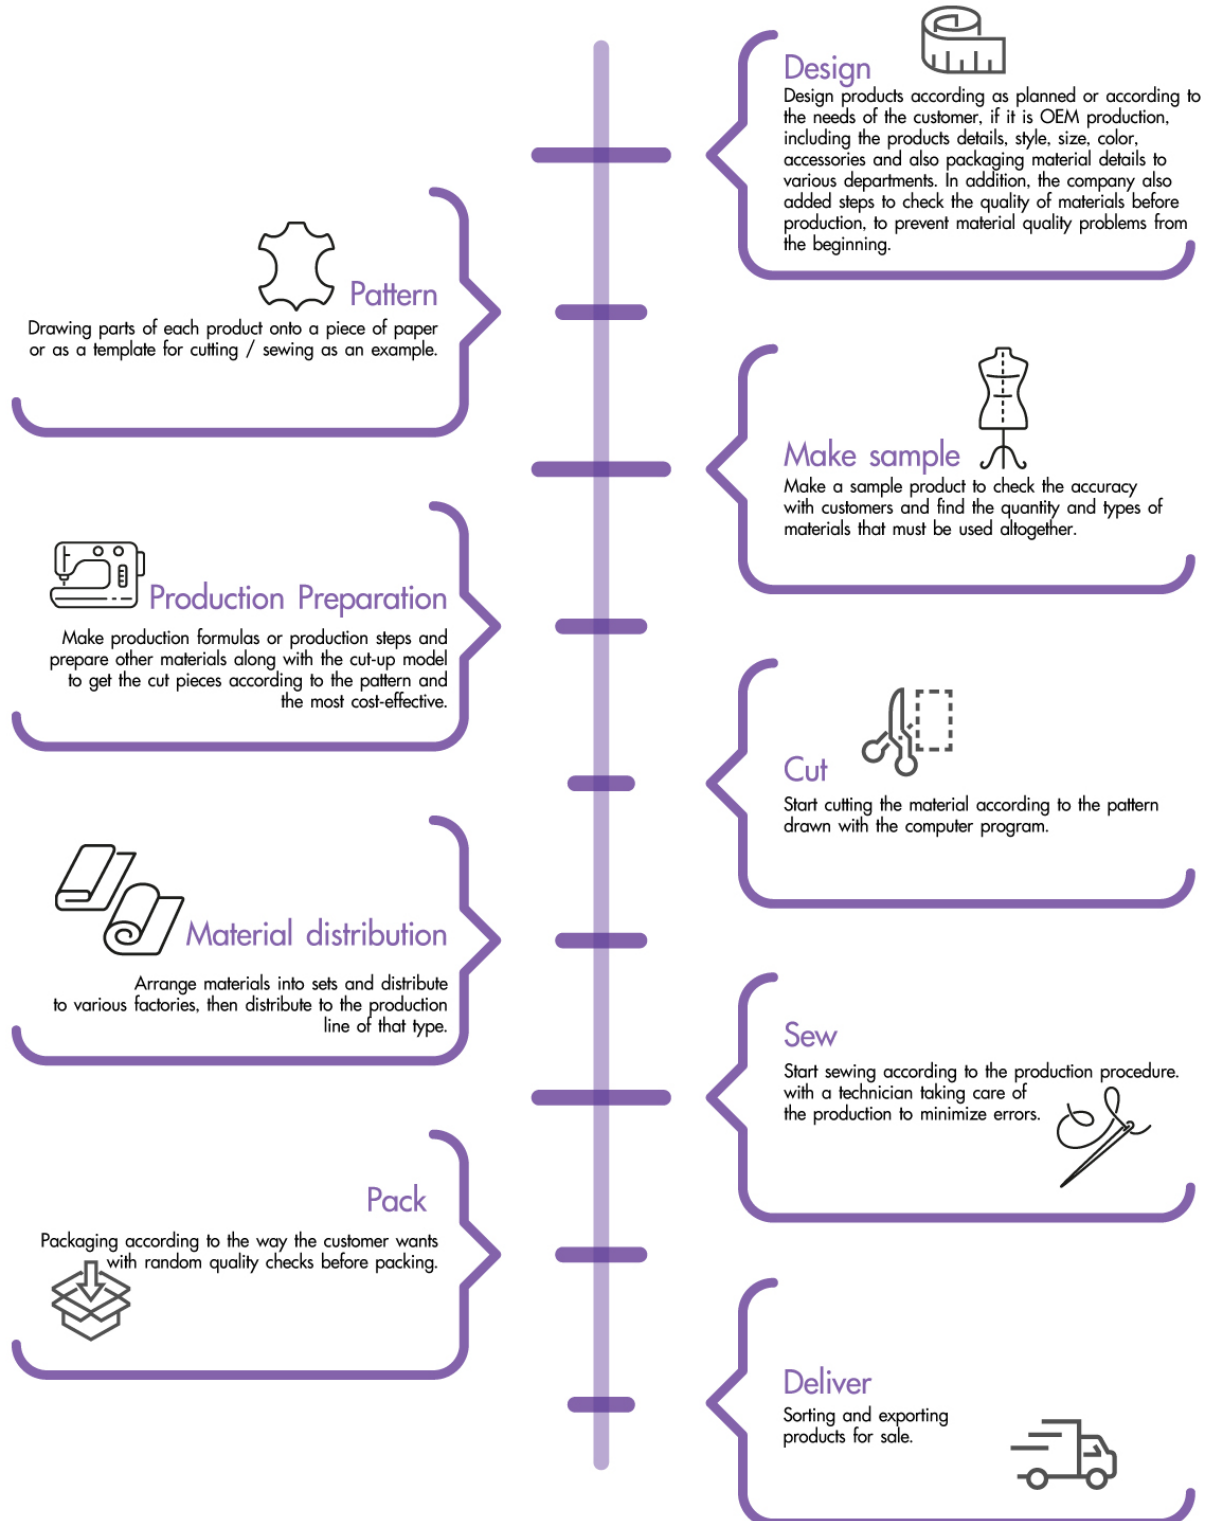 Design
Design products according as planned or according to
the needs of the customer, if it is OEM production,
including the products details, style, size, color,
accessories and also packaging material details to
various departments. In addition, the company also
added steps to check the quality of materials before
production, to prevent material quality problems from
the beginning.
Pattern
Drawing parts of each product onto a piece of paper
or as a template for cutting / sewing as an example.
Make sample
Make a sample product to check the accuracy
with customers and find the quantity and types of
materials that must be used altogether.
Production Preparation
Make production formulas or production steps and
prepare other materials along with the cut-up model
to get the cut pieces according to the pattern and
the most cost-effective.
Cut
Start cutting the material according to the pattern
drawn with the computer program.
Material distribution
Arrange materials into sets and distribute
to various factories, then distribute to the production
line of that type.
Sew
Start sewing according to the production procedure.
with a technician taking care of
the production to minimize errors.
Pack
Packaging according to the way the customer wants
with random quality checks before packing.
Deliver
Sorting and exporting
products for sale.